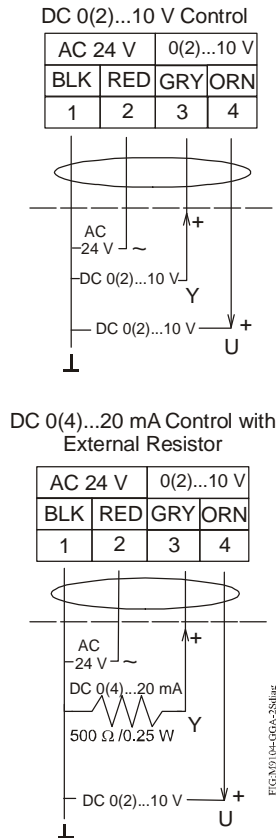 DC 0(2)...10 V Control
AC 24 V 0(2)...10 V
BLK RED GRY ORN
1 2 3 4
AC
24 V ~
+
DC 0(2)...10 V
Y
DC 0(2)...10 V
+
U
DC 0(4)...20 mA Control with
External Resistor
AC 24 V 0(2)...10 V
BLK RED GRY ORN
1 2 3 4
AC
24 V ~
+
DC 0(4)...20 mA
500 Ω /0.25 W
Y
DC 0(2)...10 V
+
U
FIG:M9104-GGA-2Sdiag